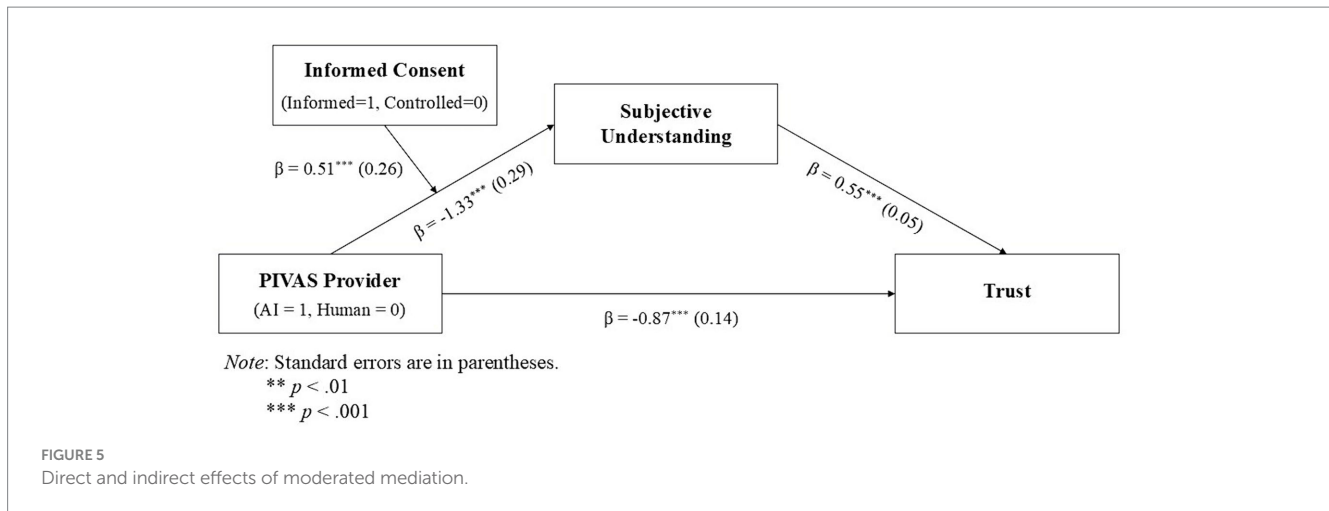 Informed Consent
(Informed=1, Controlled=0)
Subjective
Understanding
β = 0.51*** (0.26)
β = -1.33*** (0.29)
β = 0.55*** (0.05)
PIVAS Provider
(AI = 1, Human = 0)
Trust
β = -0.87*** (0.14)
Note: Standard errors are in parentheses.
** p < .01
*** p < .001
FIGURE 5
Direct and indirect effects of moderated mediation.